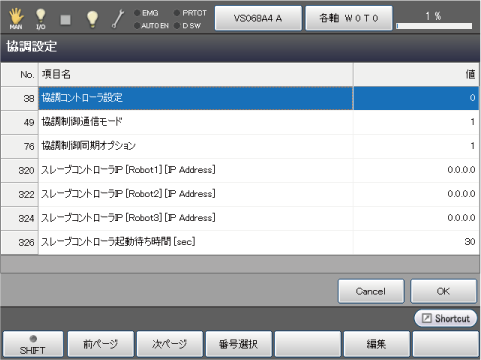 EMG PRTCT
MAN I/O AUTO EN D SW VS068A4 A 各軸 W 0 T 0 1 %
協調設定
No. 項目名 値
38 協調コントローラ設定 0
49 協調制御通信モード 1
76 協調制御同期オプション 1
320 スレーブコントローラIP [Robot1] [IP Address] 0.0.0.0
322 スレーブコントローラIP [Robot2] [IP Address] 0.0.0.0
324 スレーブコントローラIP [Robot3] [IP Address] 0.0.0.0
326 スレーブコントローラ起動待ち時間 [sec] 30
Cancel OK
Shortcut
SHIFT 前ページ 次ページ 番号選択 編集